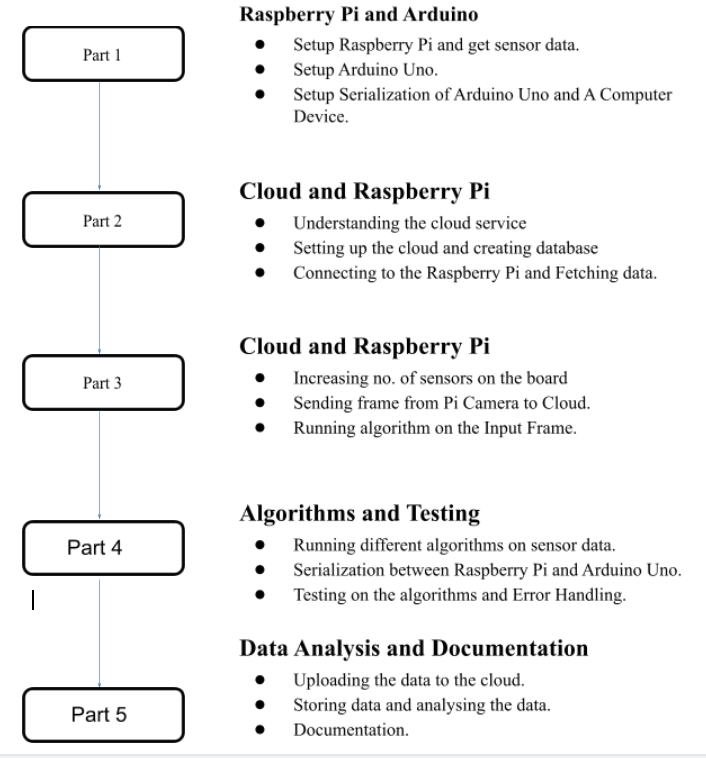 Raspberry Pi and Arduino
Part 1
● Setup Raspberry Pi and get sensor data.
● Setup Arduino Uno.
● Setup Serialization of Arduino Uno and A Computer
Device.
Cloud and Raspberry Pi
Part 2
● Understanding the cloud service
● Setting up the cloud and creating database
● Connecting to the Raspberry Pi and Fetching data.
Cloud and Raspberry Pi
Part 3
● Increasing no. of sensors on the board
● Sending frame from Pi Camera to Cloud.
● Running algorithm on the Input Frame.
Algorithms and Testing
Part 4
● Running different algorithms on sensor data.
● Serialization between Raspberry Pi and Arduino Uno.
● Testing on the algorithms and Error Handling.
Data Analysis and Documentation
Part 5
● Uploading the data to the cloud.
● Storing data and analysing the data.
● Documentation.